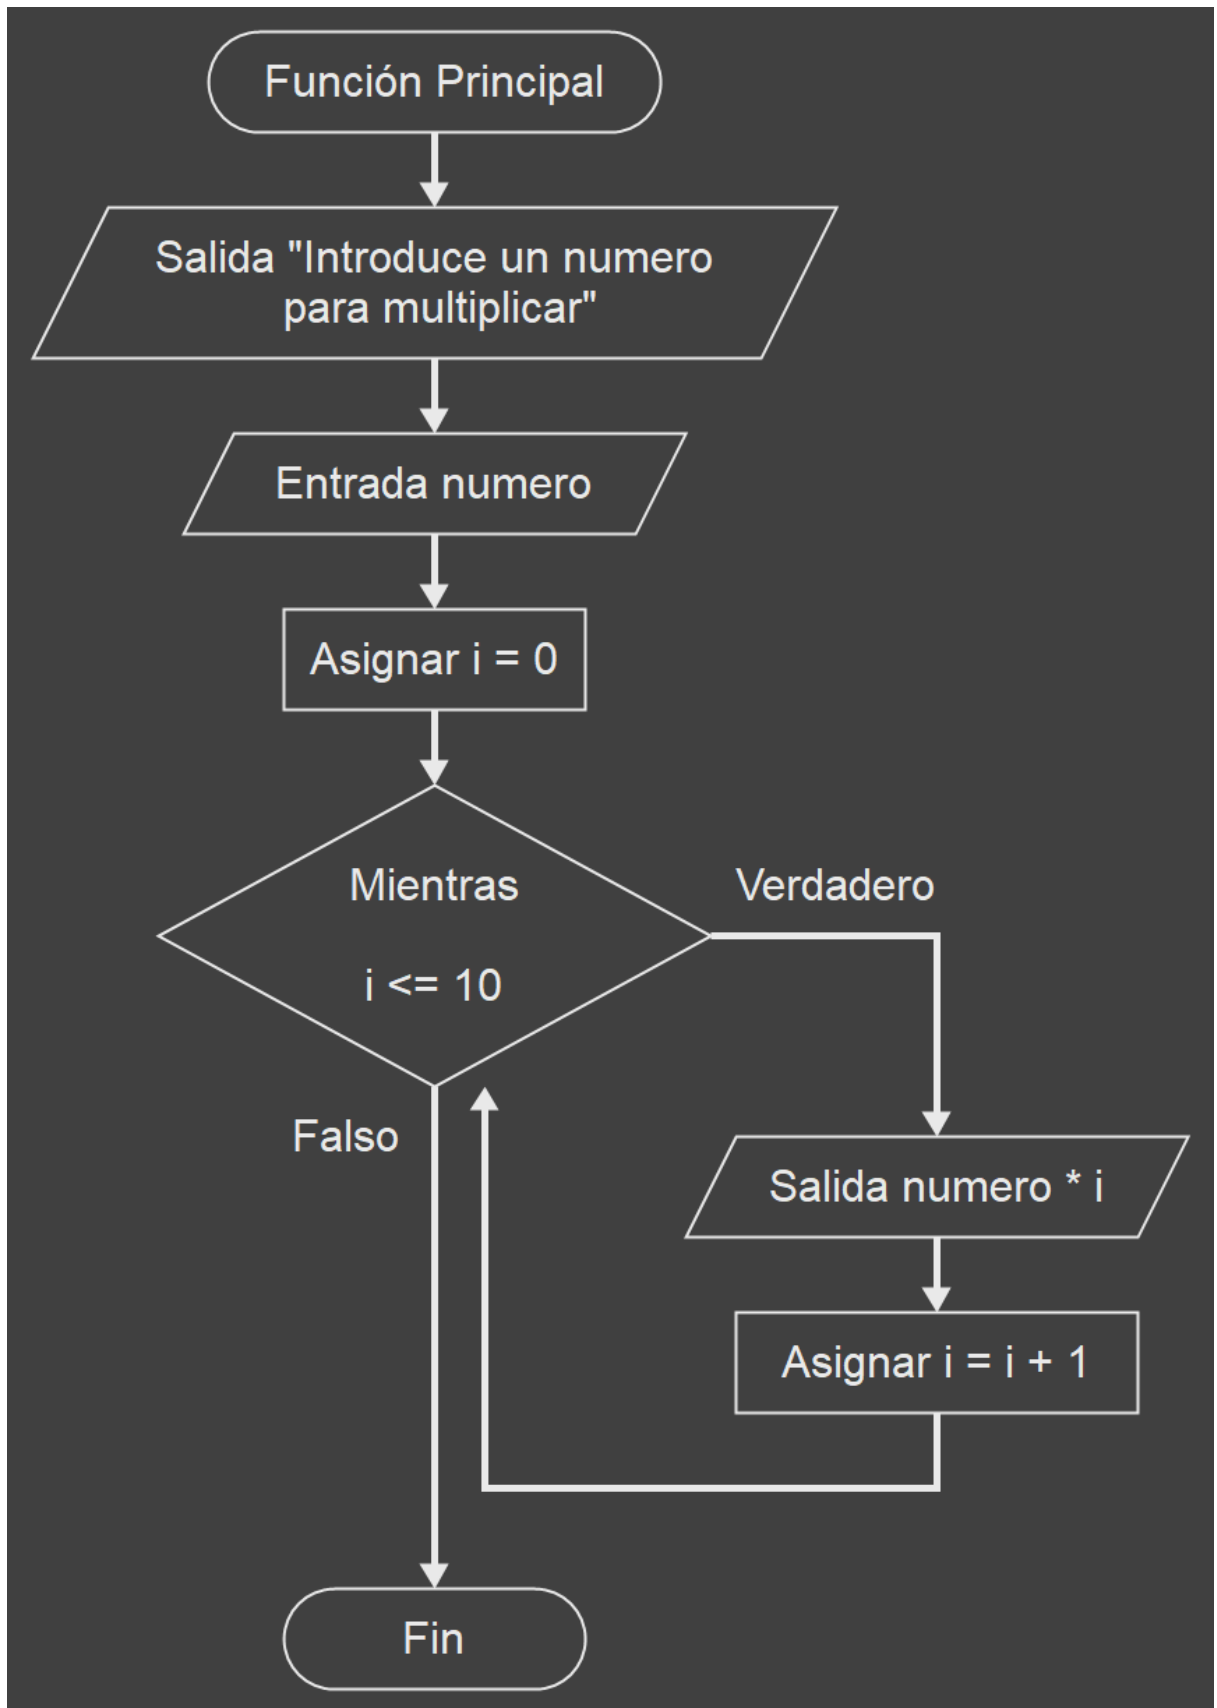 Función Principal
Salida "Introduce un numero
para multiplicar"
Entrada numero
Asignar i = 0
Mientras
i <= 10
Verdadero
Falso
Salida numero * i
Asignar i = i + 1
Fin